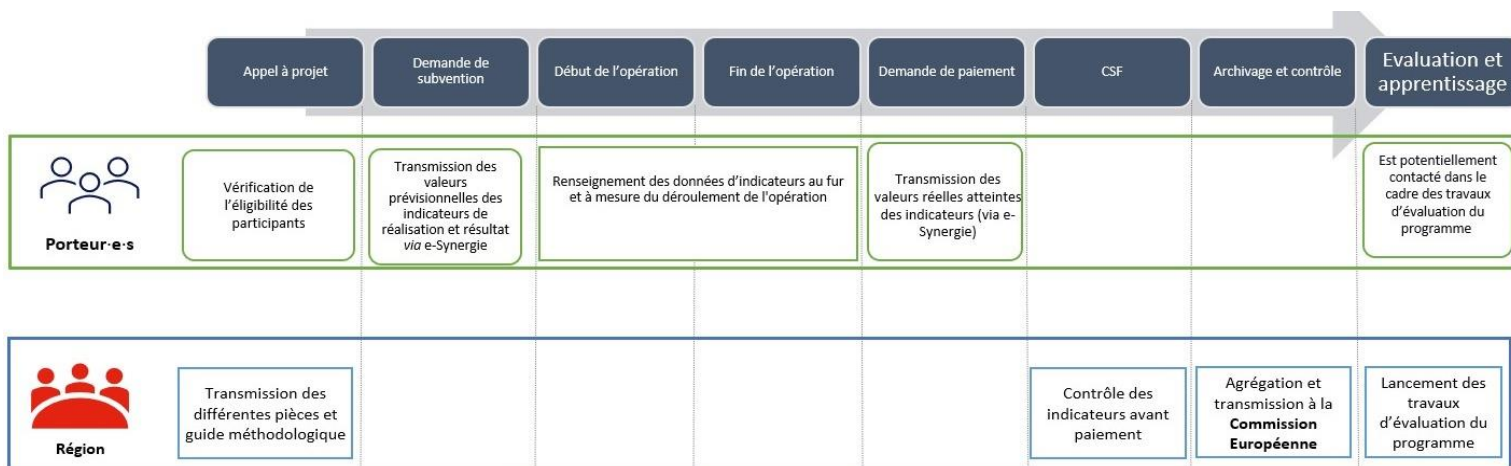 Appel à projet
Demande de
subvention
Début de l'opération
Fin de l'opération
Demande de paiement
CSF
Archivage et contrôle
Evaluation et
apprentissage
Porteur·e·s
Vérification de
l'éligibilité des
participants
Transmission des
valeurs
prévisionnelles des
indicateurs de
réalisation et résultat
via e-Synergie
Renseignement des données d'indicateurs au fur
et à mesure du déroulement de l'opération
Transmission des
valeurs réelles atteintes
des indicateurs (via e-
Synergie)
Est potentiellement
contacté dans le
cadre des travaux
d'évaluation du
programme
Région
Transmission des
différentes pièces et
guide méthodologique
Contrôle des
indicateurs avant
paiement
Agrégation et
transmission à la
Commission
Européenne
Lancement des
travaux
d'évaluation du
programme